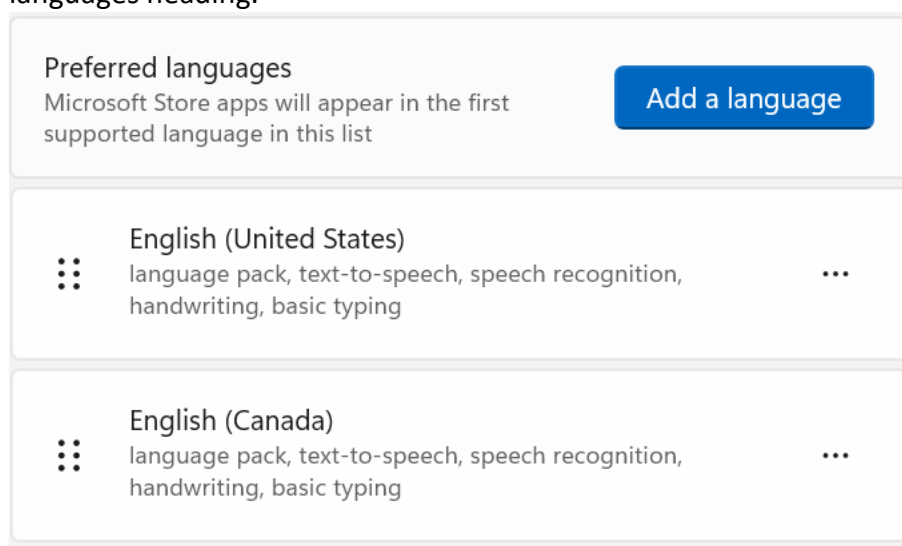 languages heading.
Preferred languages
Microsoft Store apps will appear in the first
supported language in this list
Add a language
English (United States)
language pack, text-to-speech, speech recognition,
handwriting, basic typing
English (Canada)
language pack, text-to-speech, speech recognition,
handwriting, basic typing